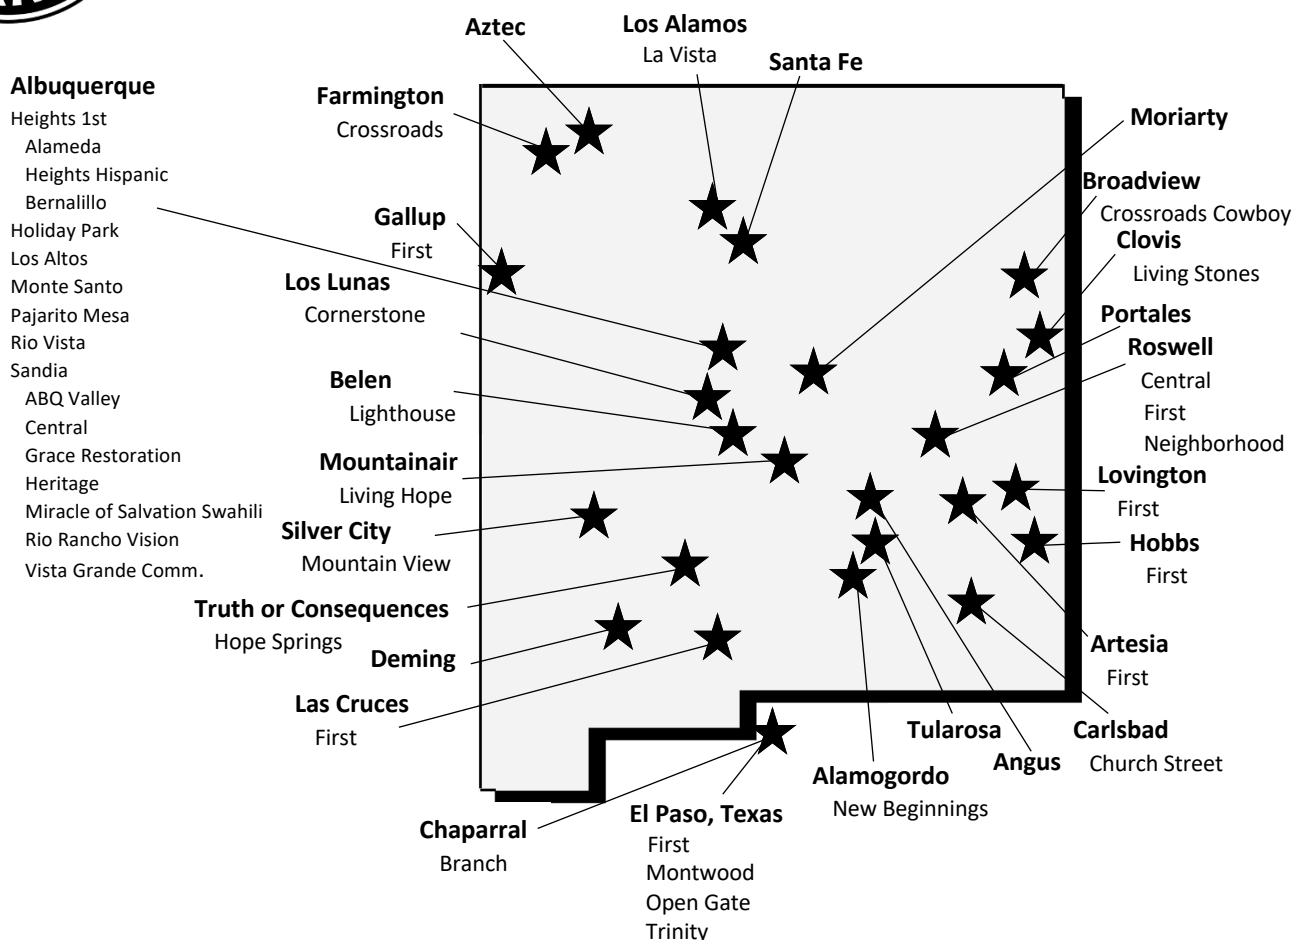 Albuquerque
Heights 1st
Alameda
Heights Hispanic
Bernalillo
Holiday Park
Los Altos
Monte Santo
Pajarito Mesa
Rio Vista
Sandia
ABQ Valley
Central
Grace Restoration
Heritage
Miracle of Salvation Swahili
Rio Rancho Vision
Vista Grande Comm.
Aztec
Los Alamos
La Vista
Santa Fe
Farmington
Crossroads
Gallup
First
Los Lunas
Cornerstone
Belen
Lighthouse
Mountainair
Living Hope
Silver City
Mountain View
Truth or Consequences
Hope Springs
Deming
Las Cruces
First
Chaparral
Branch
El Paso, Texas
First
Montwood
Open Gate
Trinity
Alamogordo
New Beginnings
Tularosa
Angus
Carlsbad
Church Street
Artesia
First
Hobbs
First
Lovington
First
Roswell
Central
First
Neighborhood
Portales
Clovis
Living Stones
Broadview
Crossroads Cowboy
Moriarty